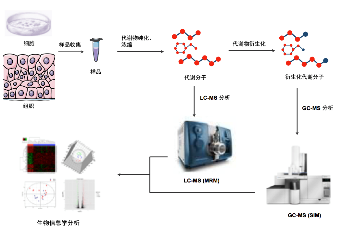 细胞
组织
样品收集
样品
代谢物纯化、
浓缩
代谢分子
代谢物衍生化
衍生化代谢分子
LC-MS 分析
GC-MS 分析
LC-MS (MRM)
GC-MS (SIM)
生物信息学分析